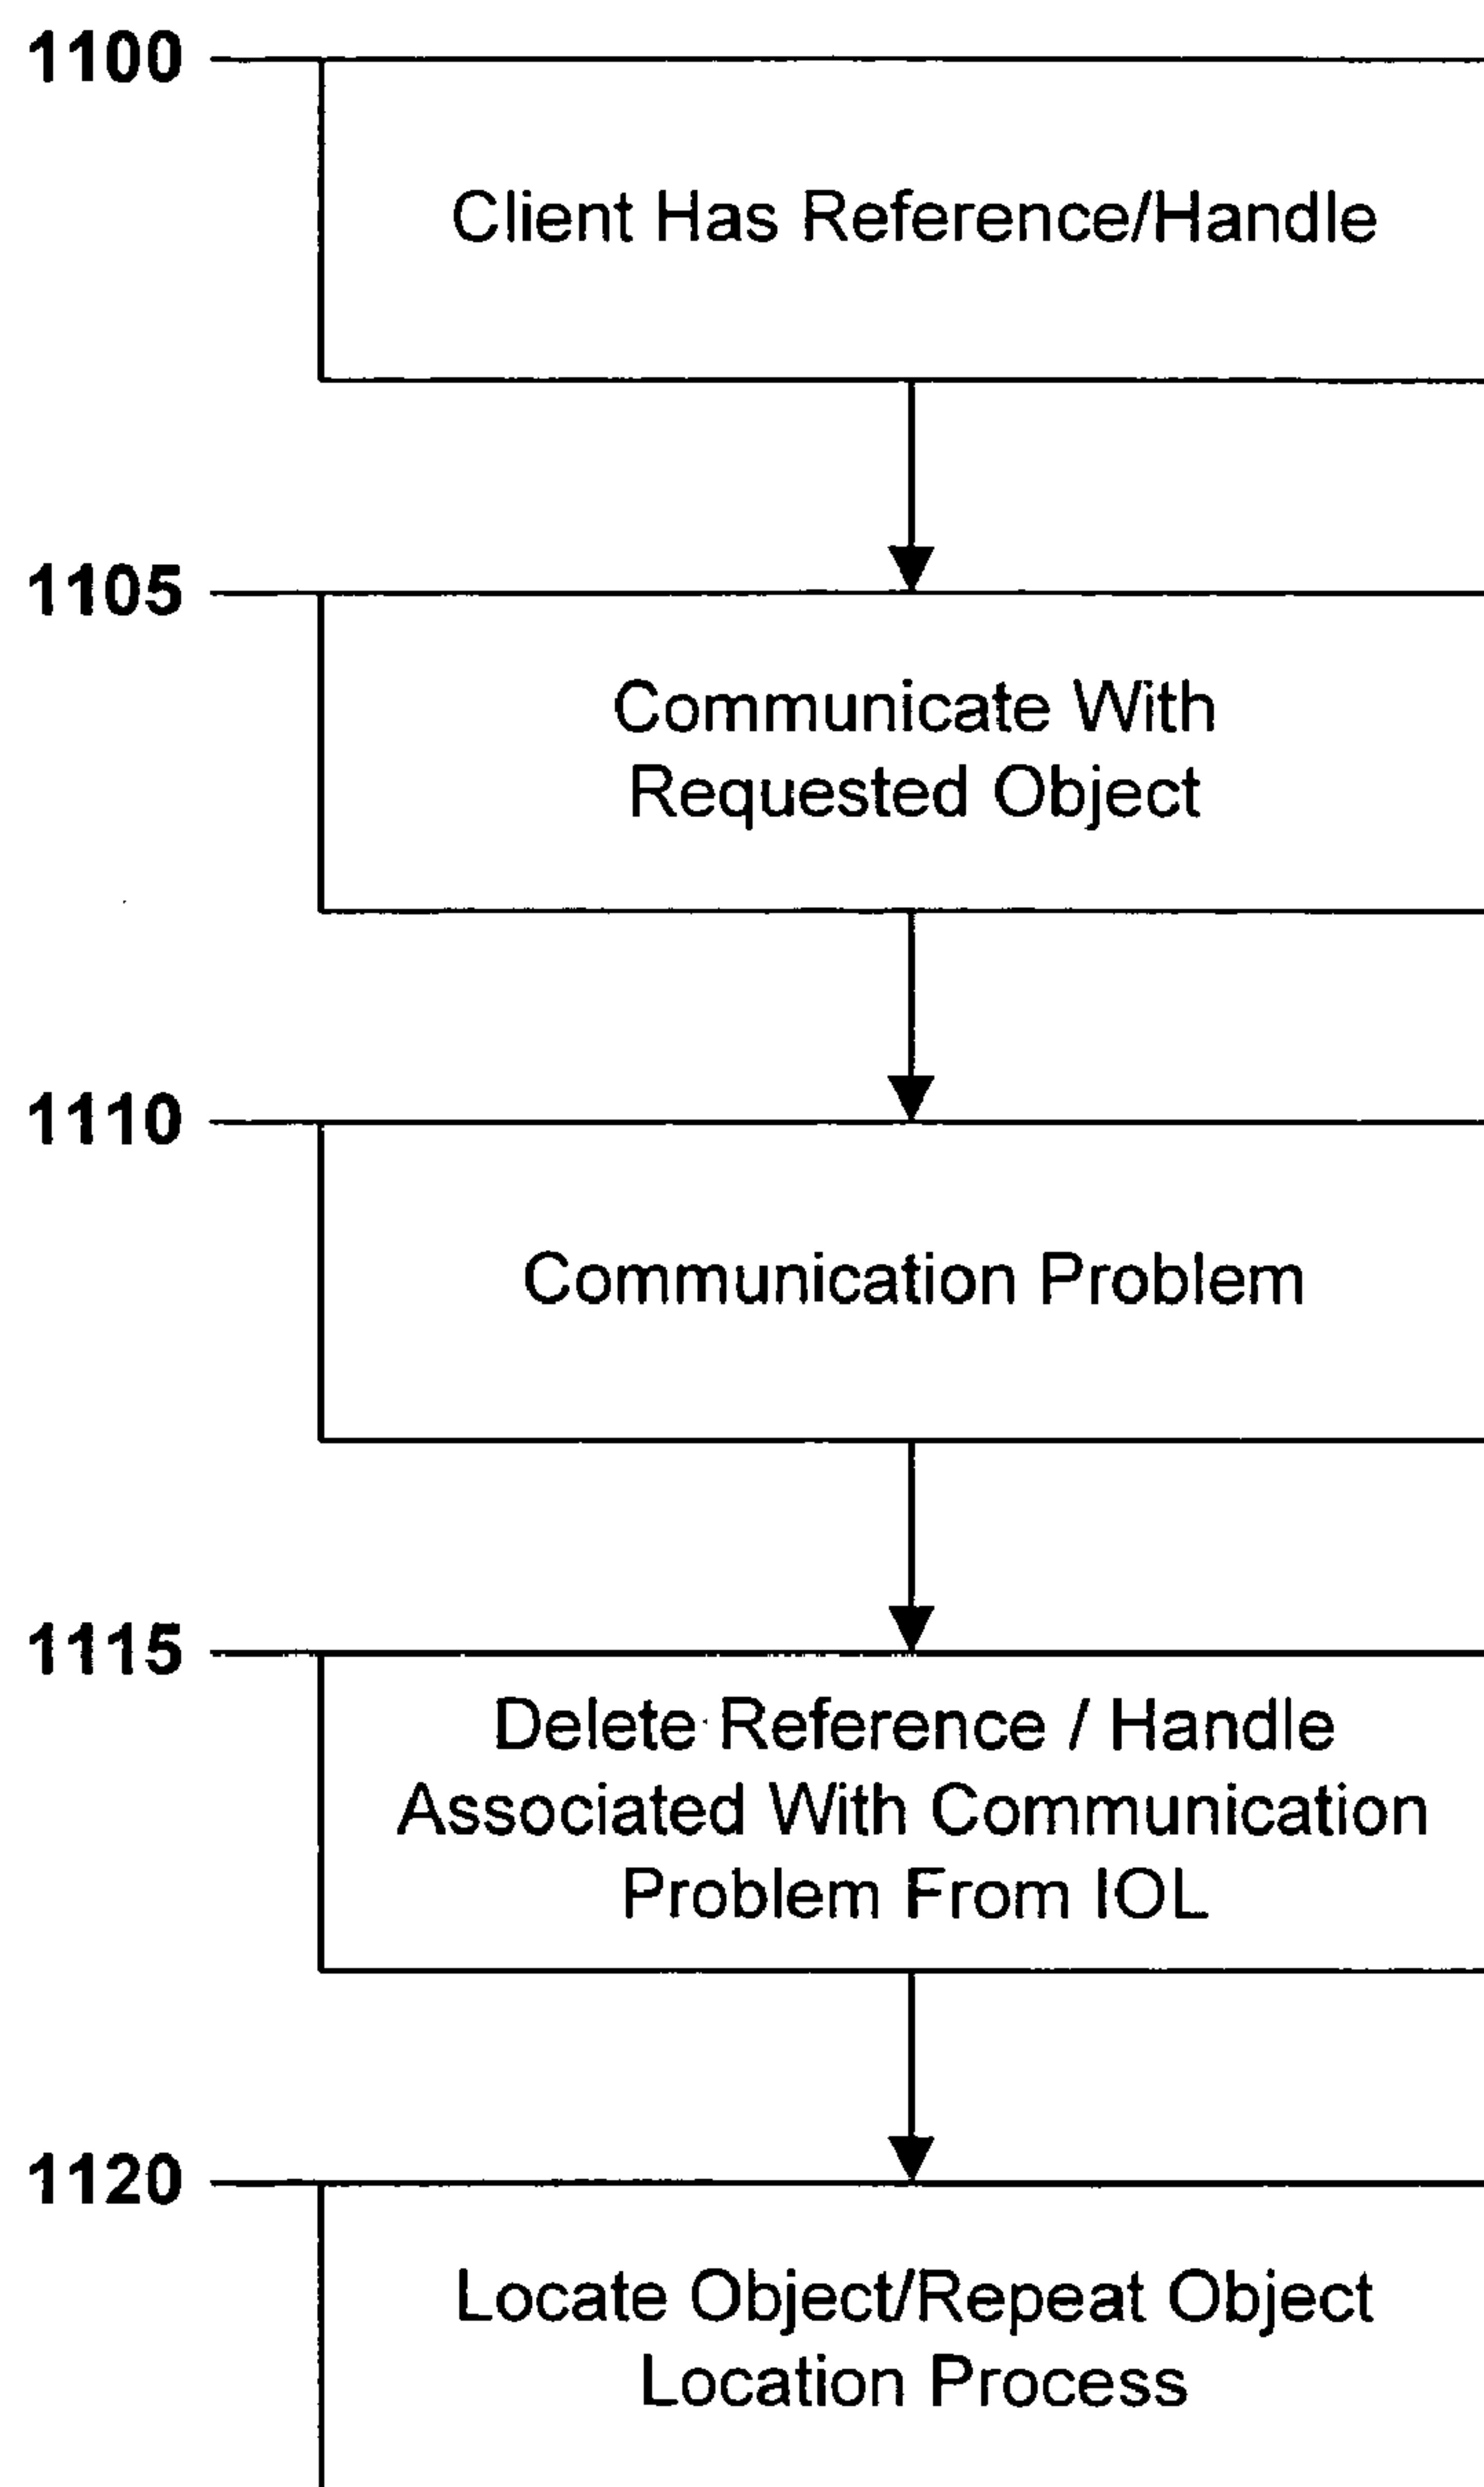 1100
Client Has Reference/Handle
1105
Communicate With
Requested Object
1110
Communication Problem
1115
Delete Reference / Handle
Associated With Communication
Problem From IOL
1120
Locate Object/Repeat Object
Location Process